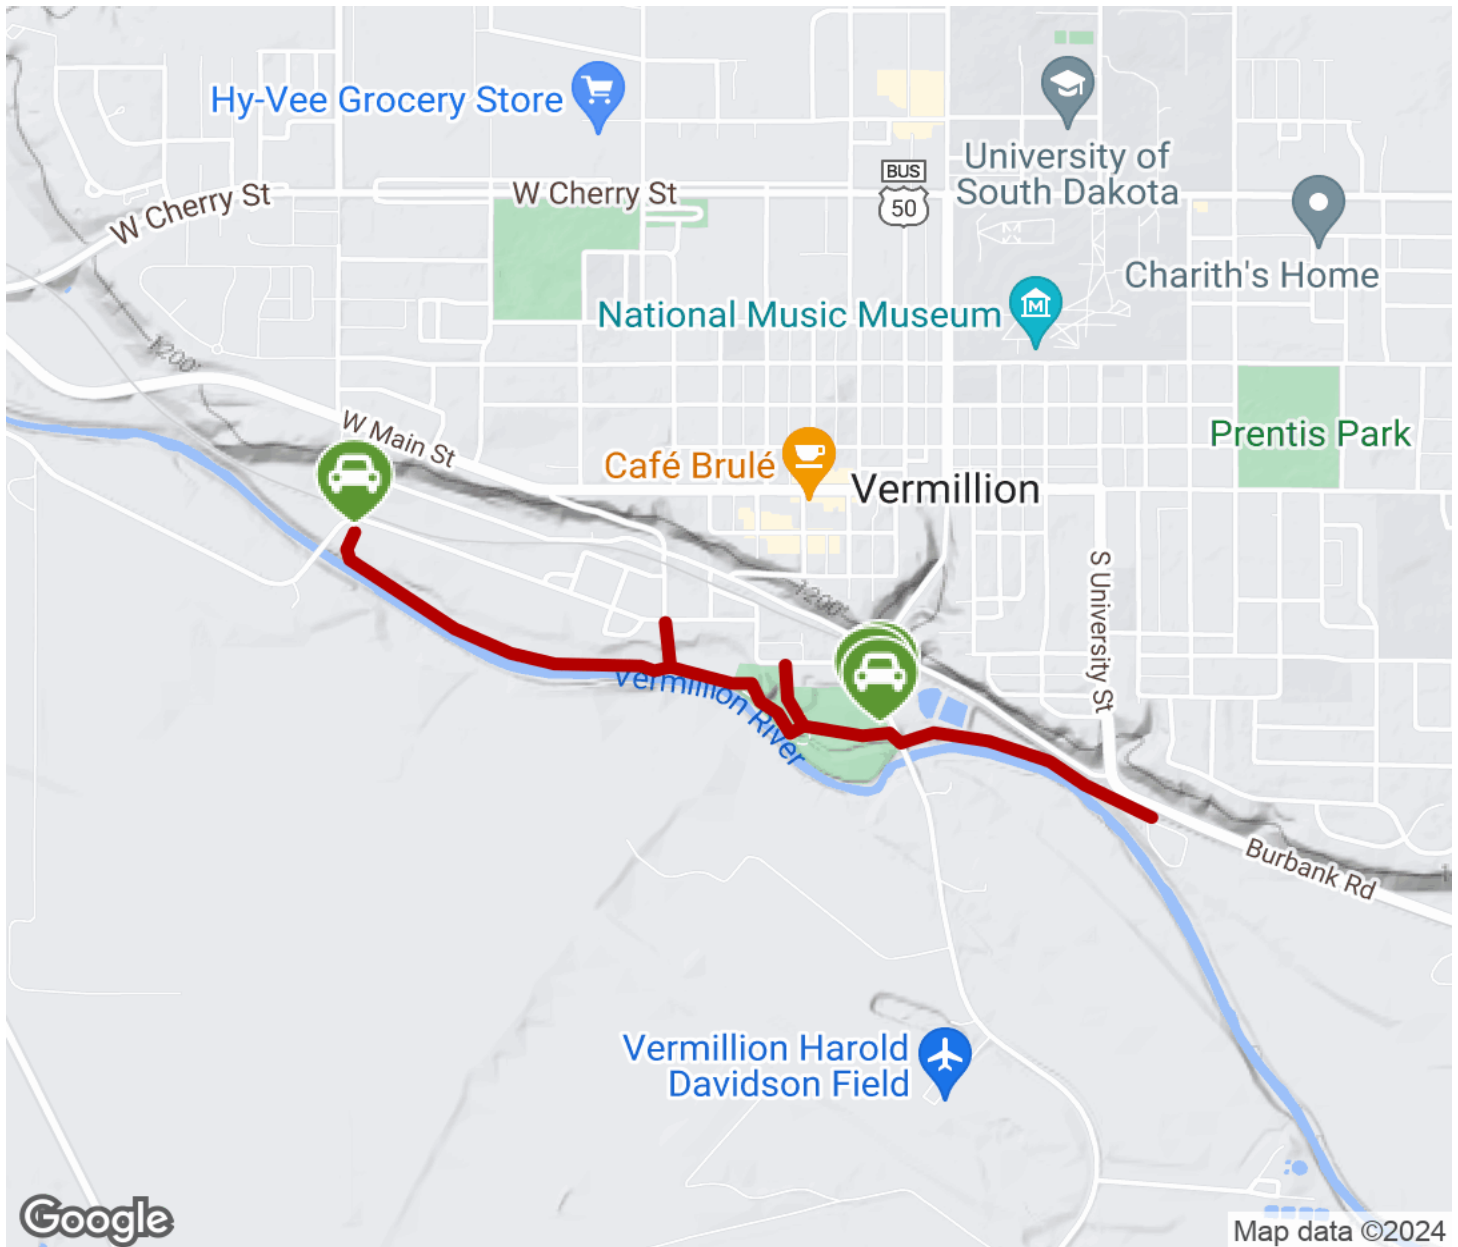 Hy-Vee Grocery Store
University of
South Dakota
BUS
50
W Cherry St
W Cherry St
Charith's Home
National Music Museum
M
1200'
W Main St
Prentis Park
Café Brulé
Vermillion
1200'
S University St
Vermillion River
Burbank Rd
Vermillion Harold
Davidson Field
Google
Map data ©2024